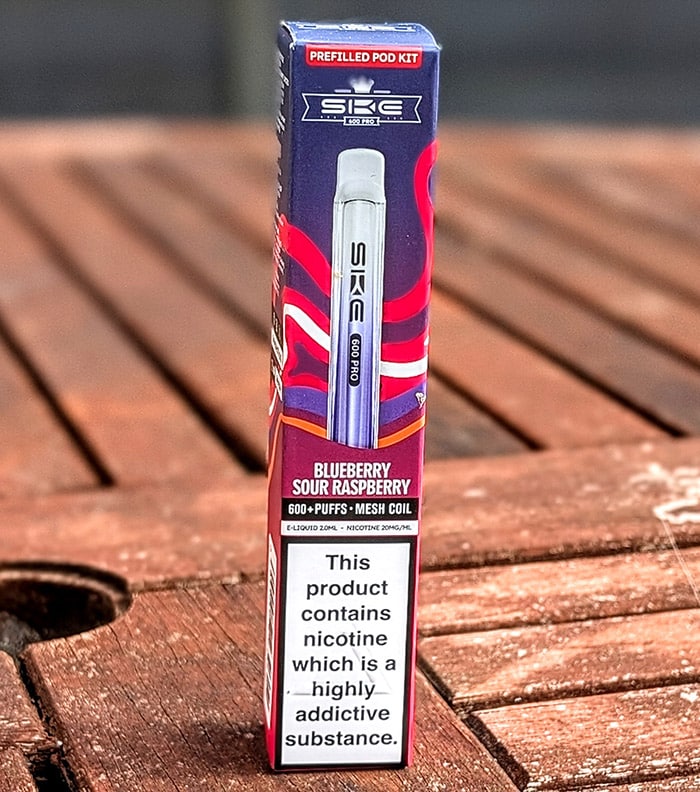 PREFILLED POD KIT
SKE
600 PRO
SKE
600 PRO
BLUEBERRY
SOUR RASPBERRY
600+PUFFS • MESH COIL
E-LIQUID 2.0ML - NICOTINE 20MG/ML
This
product
contains
nicotine
which is a
highly
addictive
substance.